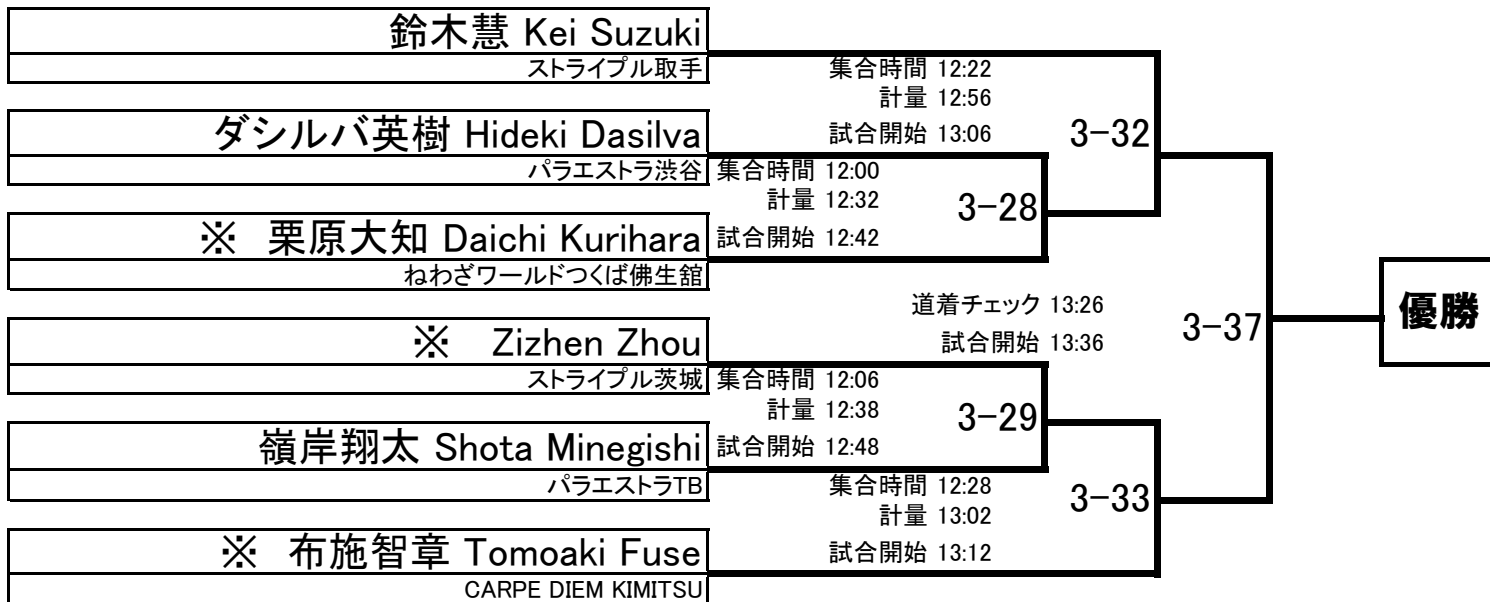 鈴木慧 Kei Suzuki
ストライプル取手
集合時間 12:22
計量 12:56
試合開始 13:06
3-32
ダシルバ英樹 Hideki Dasilva
パラエストラ渋谷
集合時間 12:00
計量 12:32
試合開始 12:42
3-28
※ 栗原大知 Daichi Kurihara
ねわざワールドつくば佛生舘
道着チェック 13:26
試合開始 13:36
3-37
優勝
※ Zizhen Zhou
ストライプル茨城
集合時間 12:06
計量 12:38
試合開始 12:48
3-29
嶺岸翔太 Shota Minegishi
パラエストラTB
集合時間 12:28
計量 13:02
試合開始 13:12
3-33
※ 布施智章 Tomoaki Fuse
CARPE DIEM KIMITSU